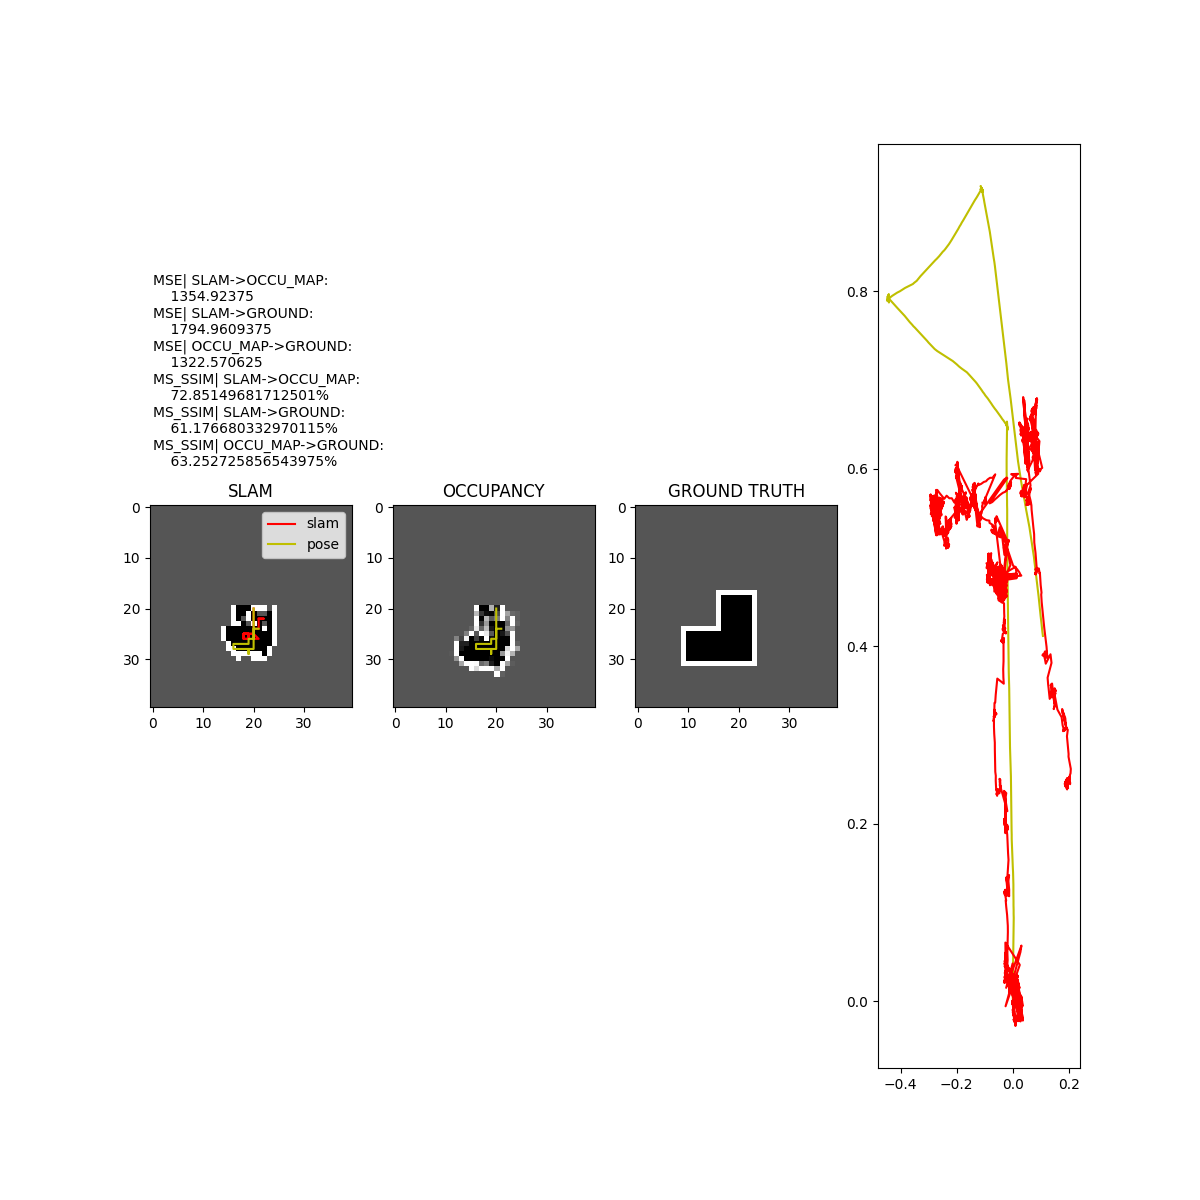 MSE| SLAM->OCCU_MAP:
1354.92375
MSE| SLAM->GROUND:
1794.9609375
MSE| OCCU_MAP->GROUND:
1322.570625
MS_SSIM| SLAM->OCCU_MAP:
72.85149681712501%
MS_SSIM| SLAM->GROUND:
61.176680332970115%
MS_SSIM| OCCU_MAP->GROUND:
63.252725856543975%
SLAM
slam
pose
0
10
20
30
0 10 20 30
OCCUPANCY
0
10
20
30
0 10 20 30
GROUND TRUTH
0
10
20
30
0 10 20 30
0.8
0.6
0.4
0.2
0.0
−0.4 −0.2 0.0 0.2